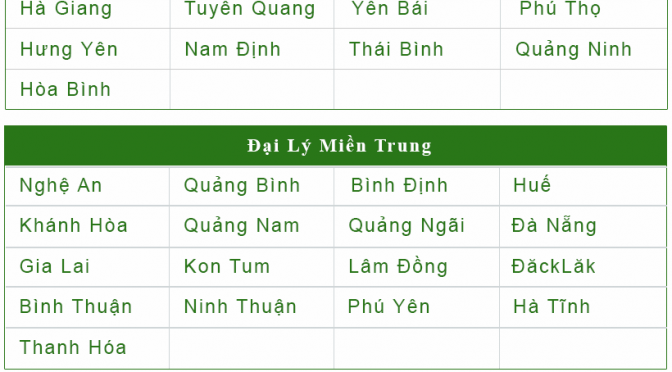 Hà Giang Tuyên Quang Yên Bái Phú Thọ
Hưng Yên Nam Định Thái Bình Quảng Ninh
Hòa Bình
Đại Lý Miền Trung
Nghệ An Quảng Bình Bình Định Huế
Khánh Hòa Quảng Nam Quảng Ngãi Đà Nẵng
Gia Lai Kon Tum Lâm Đồng ĐăckLăk
Bình Thuận Ninh Thuận Phú Yên Hà Tĩnh
Thanh Hóa